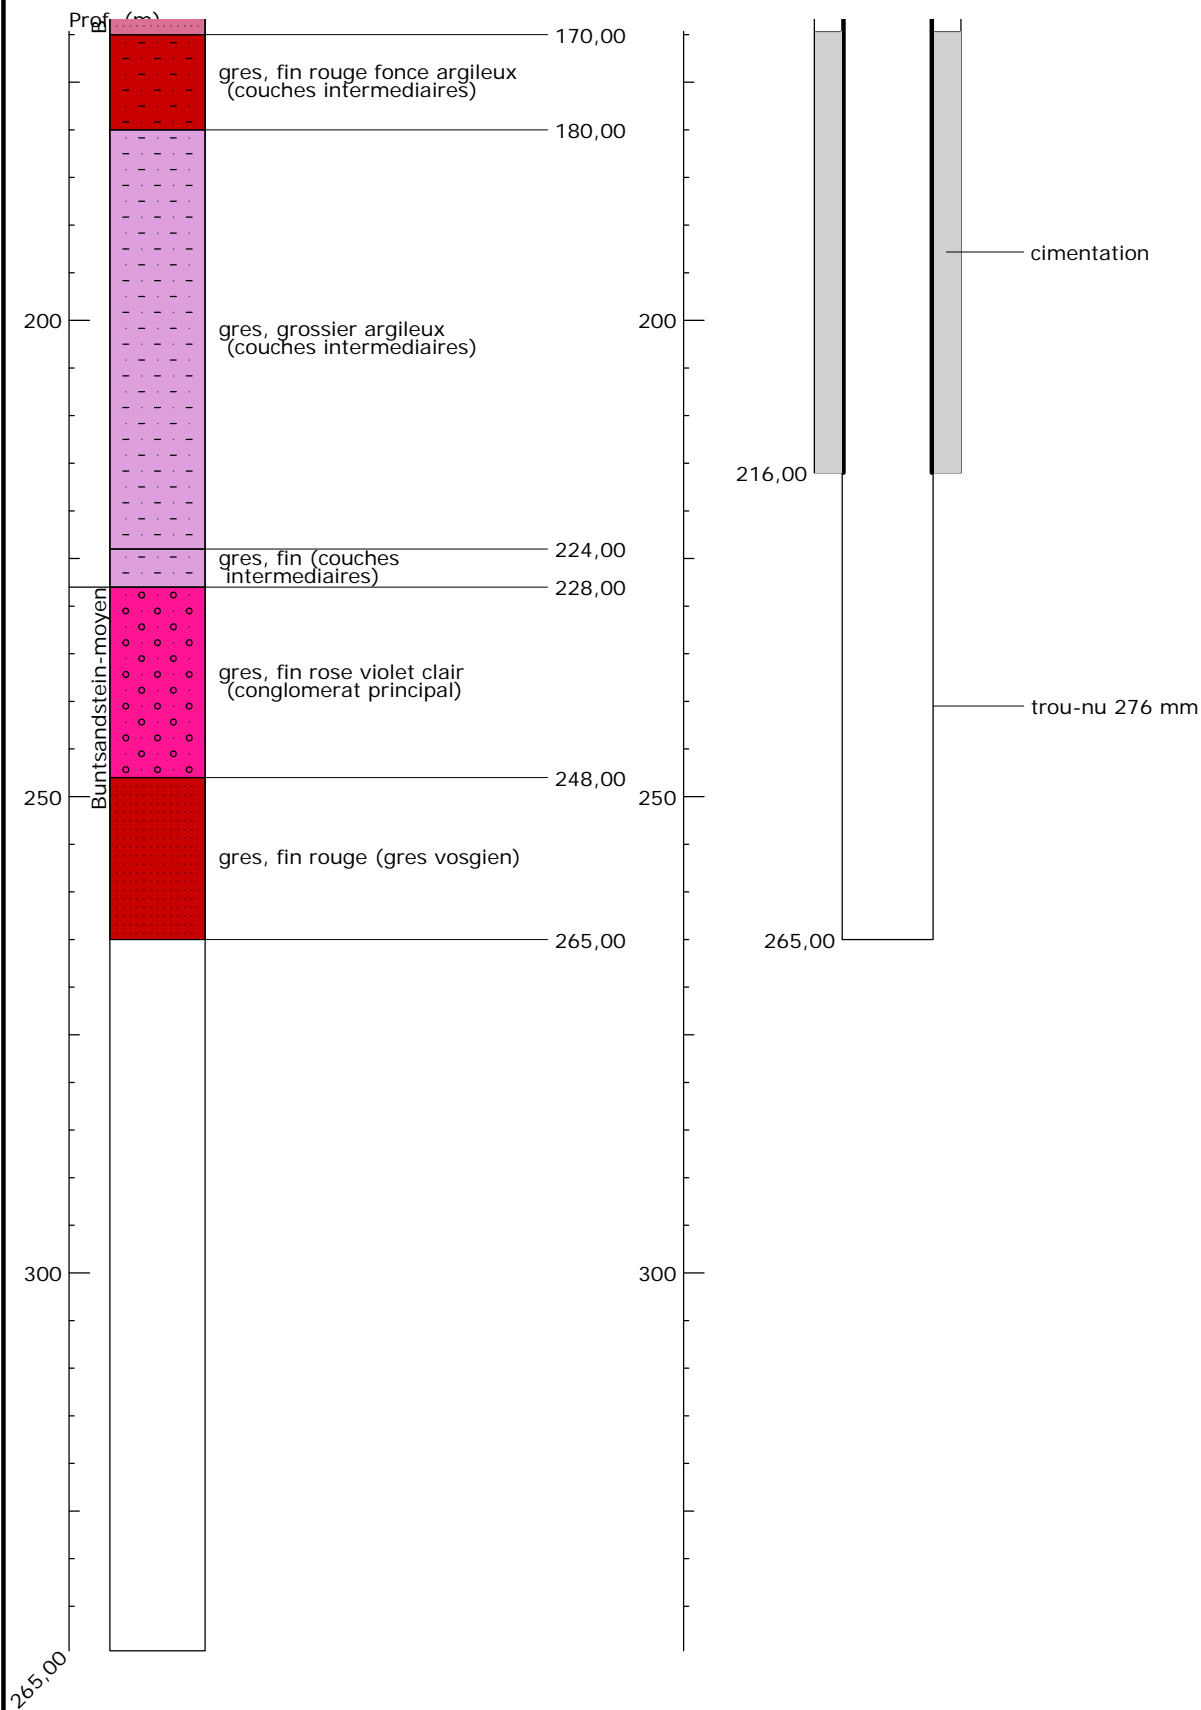 Prof. (m)
B
170,00
gres, fin rouge fonce argileux
(couches intermediaires)
180,00
cimentation
200
gres, grossier argileux
(couches intermediaires)
200
216,00
224,00
gres, fin (couches
intermediaires)
228,00
Buntsandstein-moyen
gres, fin rose violet clair
(conglomerat principal)
trou-nu 276 mm
248,00
250
250
gres, fin rouge (gres vosgien)
265,00
265,00
300
300
265,00